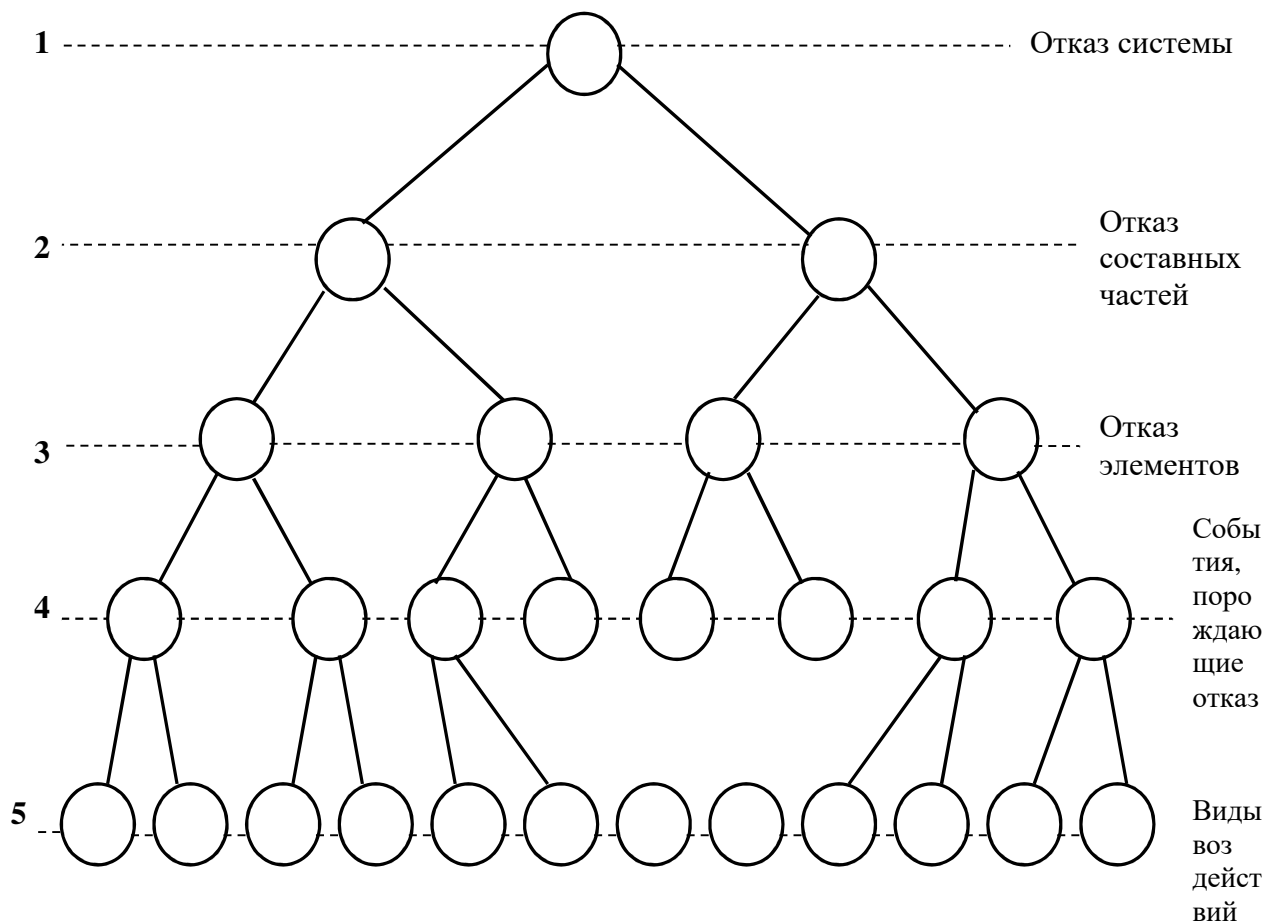 1 Отказ системы
2 Отказ
составных
частей
3 Отказ
элементов
4 Собы
тия,
поро
ждаю
щие
отказ
5 Виды
воз
дейст
вий